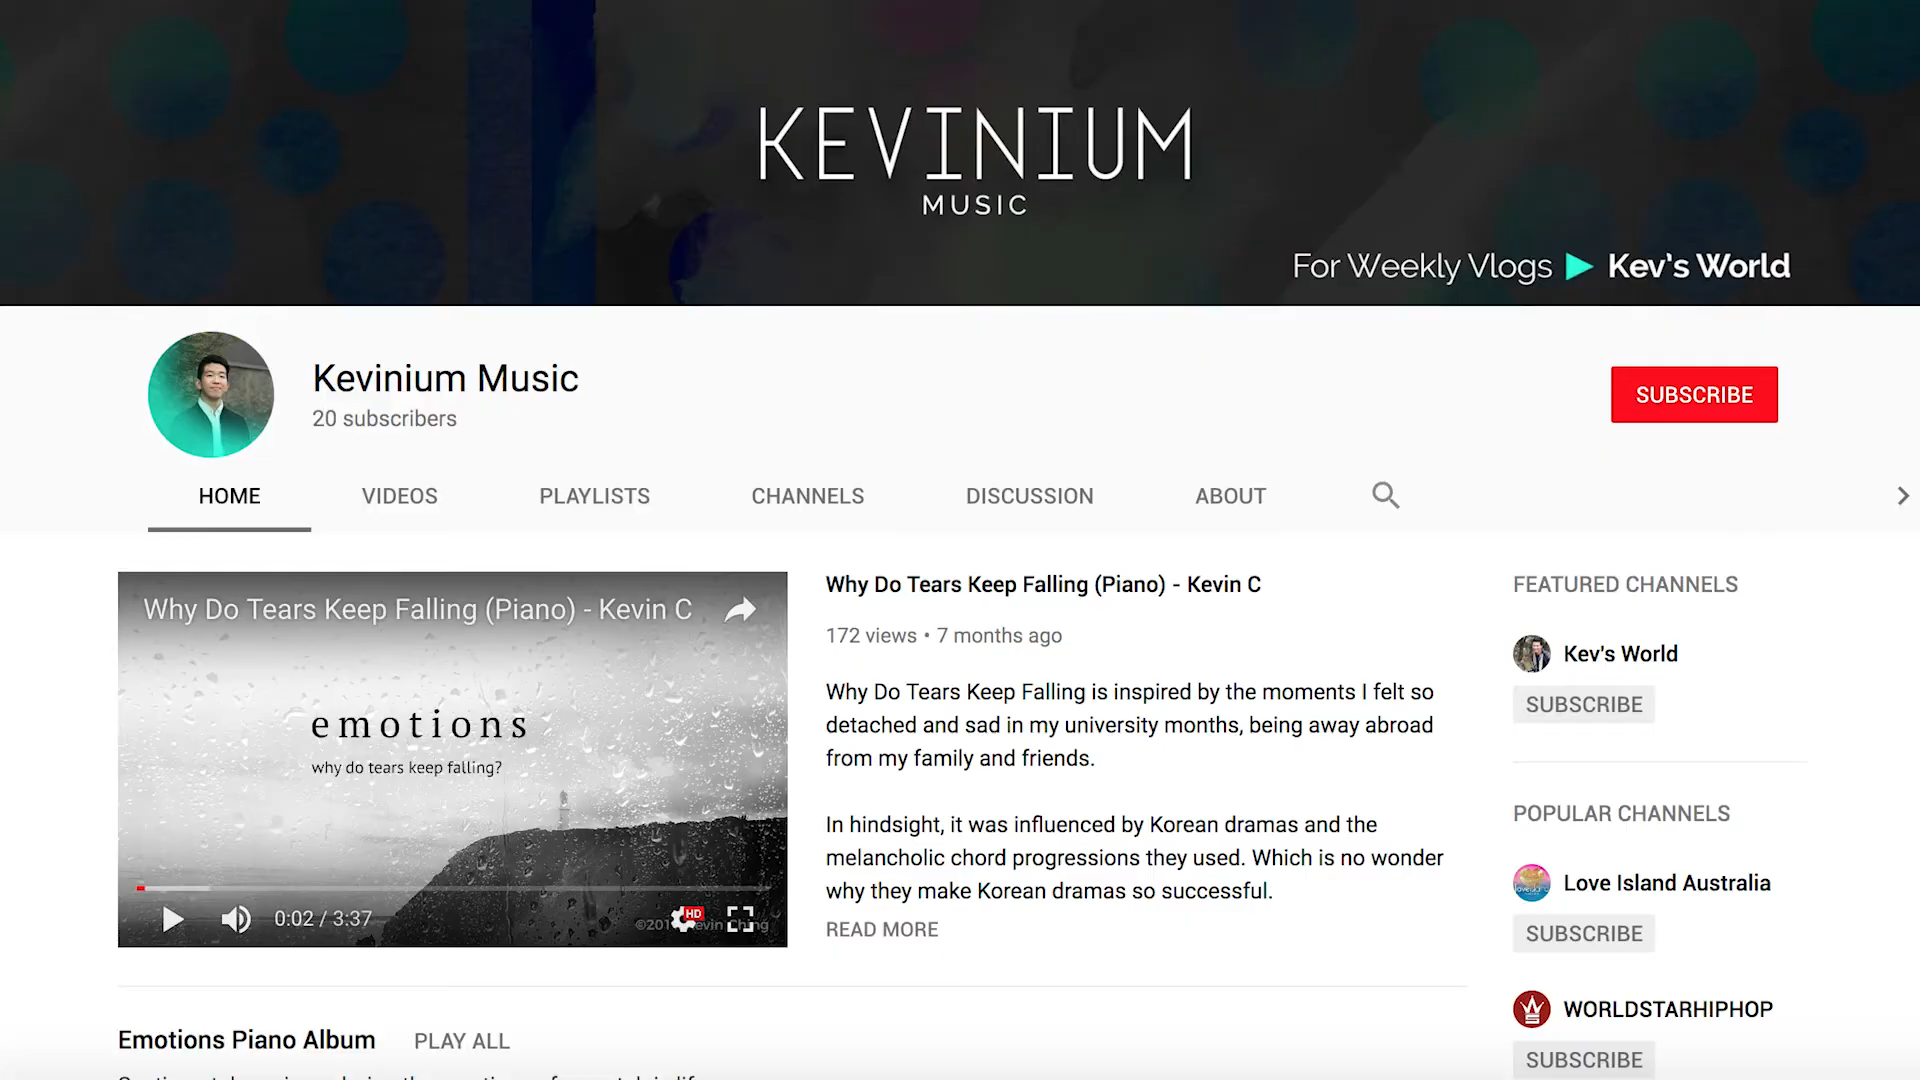 KEVINIUM
MUSIC
For Weekly Vlogs Kev's World
Kevinium Music
20 subscribers
SUBSCRIBE
HOME VIDEOS PLAYLISTS CHANNELS DISCUSSION ABOUT
Why Do Tears Keep Falling (Piano) - Kevin C
emotions
why do tears keep falling?
0:02 / 3:37
HD
Why Do Tears Keep Falling (Piano) - Kevin C
172 views • 7 months ago
Why Do Tears Keep Falling is inspired by the moments I felt so
detached and sad in my university months, being away abroad
from my family and friends.
In hindsight, it was influenced by Korean dramas and the
melancholic chord progressions they used. Which is no wonder
why they make Korean dramas so successful.
READ MORE
FEATURED CHANNELS
Kev's World
SUBSCRIBE
POPULAR CHANNELS
Love Island Australia
SUBSCRIBE
WORLDSTARHIPHOP
SUBSCRIBE
Emotions Piano Album PLAY ALL